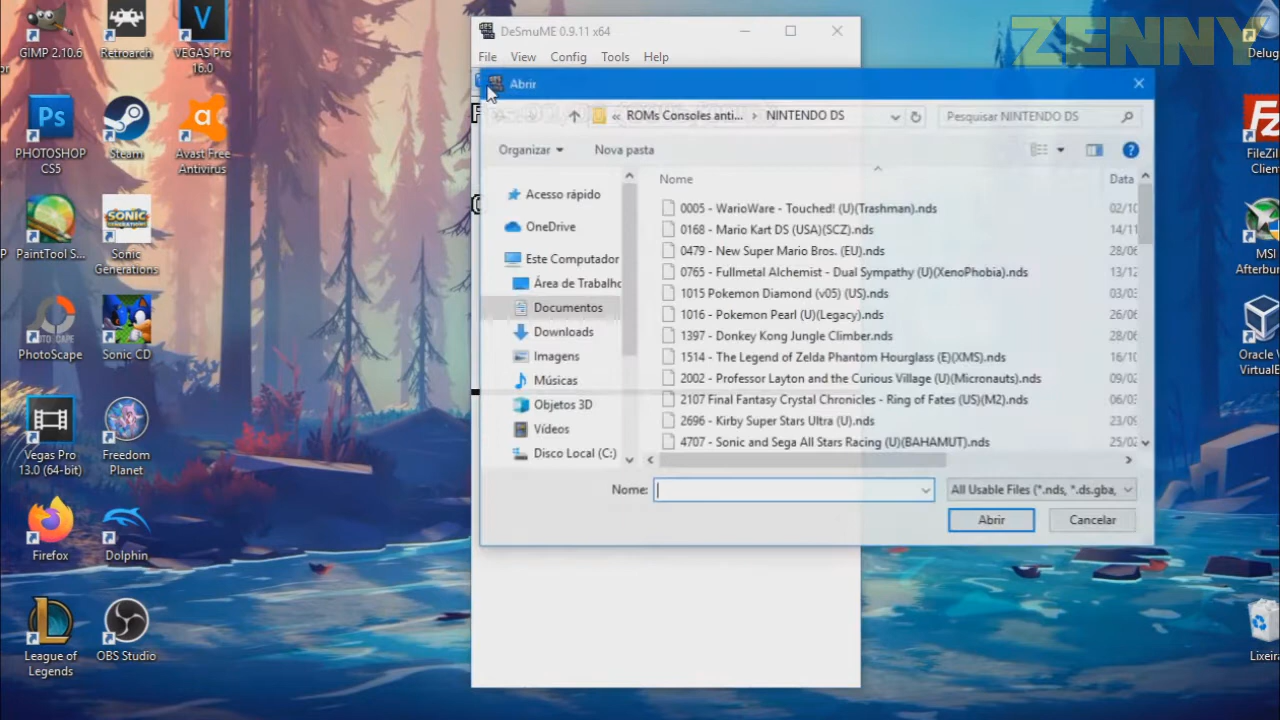 GIMP 2.10.6
Retroarch
VEGAS Pro
16.0
PHOTOSHOP
CS5
Steam
Avast Free
Antivirus
PaintTool S...
Sonic
Generations
PhotoScape
Sonic CD
Vegas Pro
13.0 (64-bit)
Freedom
Planet
Firefox
Dolphin
League of
Legends
OBS Studio
DeSmuME 0.9.11 x64
File View Config Tools Help
Abrir
« ROMs Consoles anti... > NINTENDO DS
Pesquisar NINTENDO DS
Organizar
Nova pasta
Acesso rápido
OneDrive
Este Computador
Área de Trabalho
Documentos
Downloads
Imagens
Músicas
Objetos 3D
Vídeos
Disco Local (C:)
Nome
Data
0005 - WarioWare - Touched! (U)(Trashman).nds 02/10
0168 - Mario Kart DS (USA)(SCZ).nds 14/11
0479 - New Super Mario Bros. (EU).nds 28/06
0765 - Fullmetal Alchemist - Dual Sympathy (U)(XenoPhobia).nds 13/12
1015 Pokemon Diamond (v05) (US).nds 03/03
1016 - Pokemon Pearl (U)(Legacy).nds 26/06
1397 - Donkey Kong Jungle Climber.nds 28/06
1514 - The Legend of Zelda Phantom Hourglass (E)(XMS).nds 16/10
2002 - Professor Layton and the Curious Village (U)(Micronauts).nds 09/02
2107 Final Fantasy Crystal Chronicles - Ring of Fates (US)(M2).nds 06/03
2696 - Kirby Super Stars Ultra (U).nds 23/09
4707 - Sonic and Sega All Stars Racing (U)(BAHAMUT).nds 25/02
Nome:
All Usable Files (*.nds, *.ds.gba,
Abrir
Cancelar
ZENNY
Delug
FileZil
Client
MSI
Afterbur
Oracle V
VirtualB
Lixeira